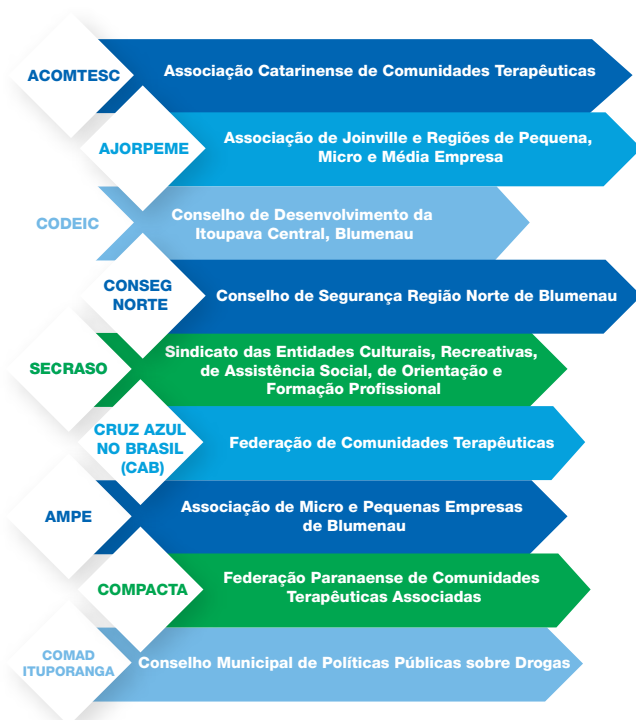 ACOMTESC
Associação Catarinense de Comunidades Terapêuticas
AJORPEME
Associação de Joinville e Regiões de Pequena,
Micro e Média Empresa
CODEIC
Conselho de Desenvolvimento da
Itoupava Central, Blumenau
CONSEG
NORTE
Conselho de Segurança Região Norte de Blumenau
SECRASO
Sindicato das Entidades Culturais, Recreativas,
de Assistência Social, de Orientação e
Formação Profissional
CRUZ AZUL
NO BRASIL
(CAB)
Federação de Comunidades Terapêuticas
AMPE
Associação de Micro e Pequenas Empresas
de Blumenau
COMPACTA
Federação Paranaense de Comunidades
Terapêuticas Associadas
COMAD
ITUPORANGA
Conselho Municipal de Políticas Públicas sobre Drogas